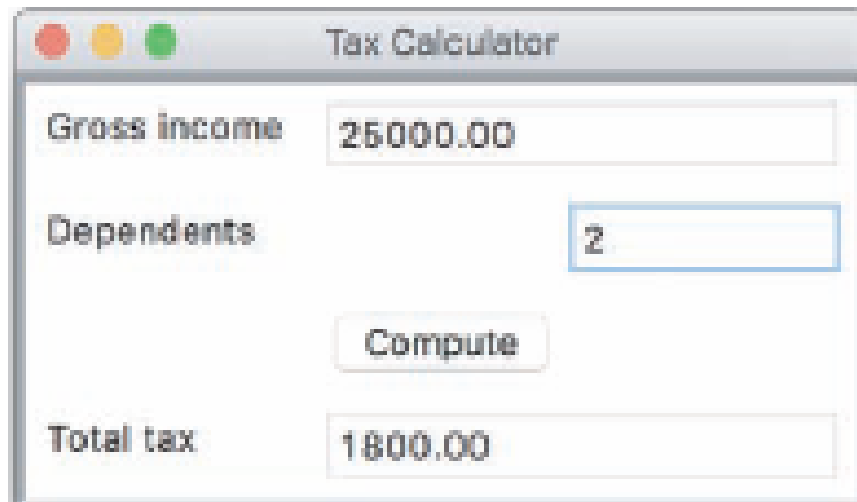 Tax Calculator
Gross income 25000.00
Dependents 2
Compute
Total tax 1800.00